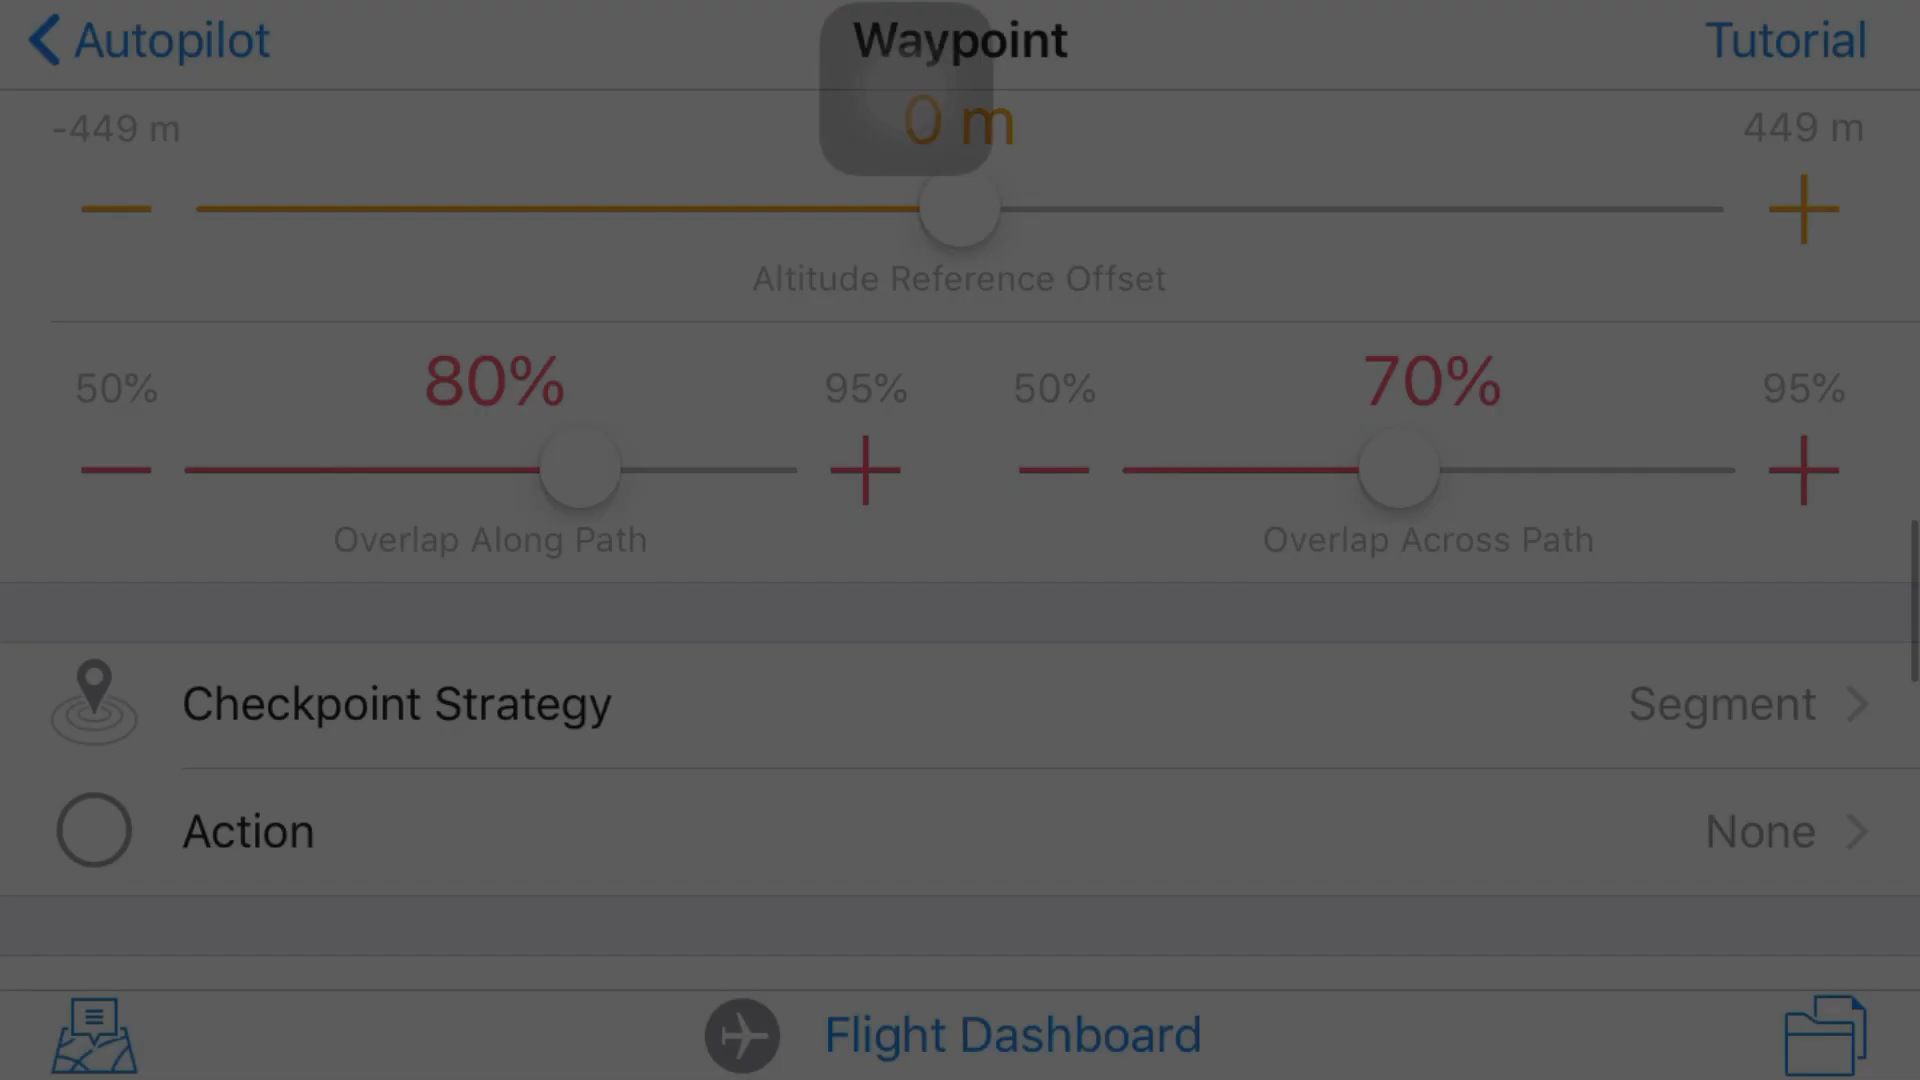 Autopilot
Waypoint
Tutorial
-449 m
0 m
449 m
Altitude Reference Offset
50%
80%
95%
50%
70%
95%
Overlap Along Path
Overlap Across Path
Checkpoint Strategy
Segment
Action
None
Flight Dashboard